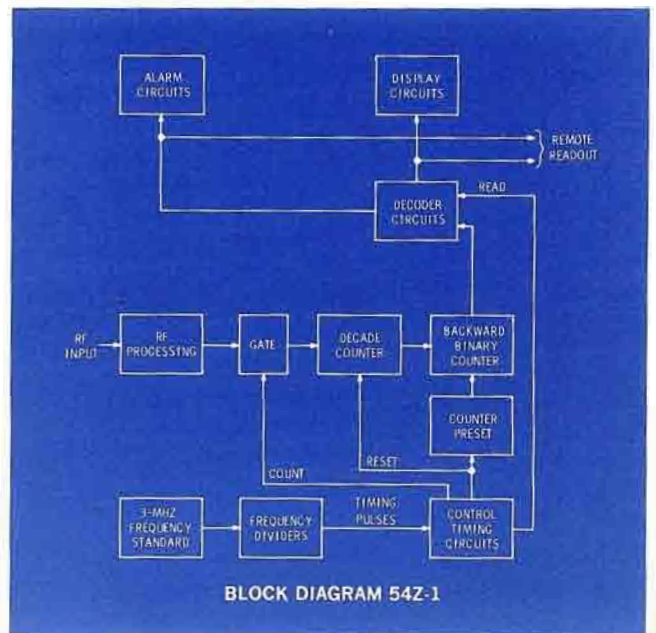 ALARM
CIRCUITS
DISPLAY
CIRCUITS
REMOTE
READOUT
READ
DECODER
CIRCUITS
RF
INPUT
RF
PROCESSING
GATE
DECADE
COUNTER
BACKWARD
BINARY
COUNTER
COUNTER
PRESET
RESET
COUNT
TIMING
PULSES
3-MHZ
FREQUENCY
STANDARD
FREQUENCY
DIVIDERS
CONTROL
TIMING
CIRCUITS
BLOCK DIAGRAM 54Z-1